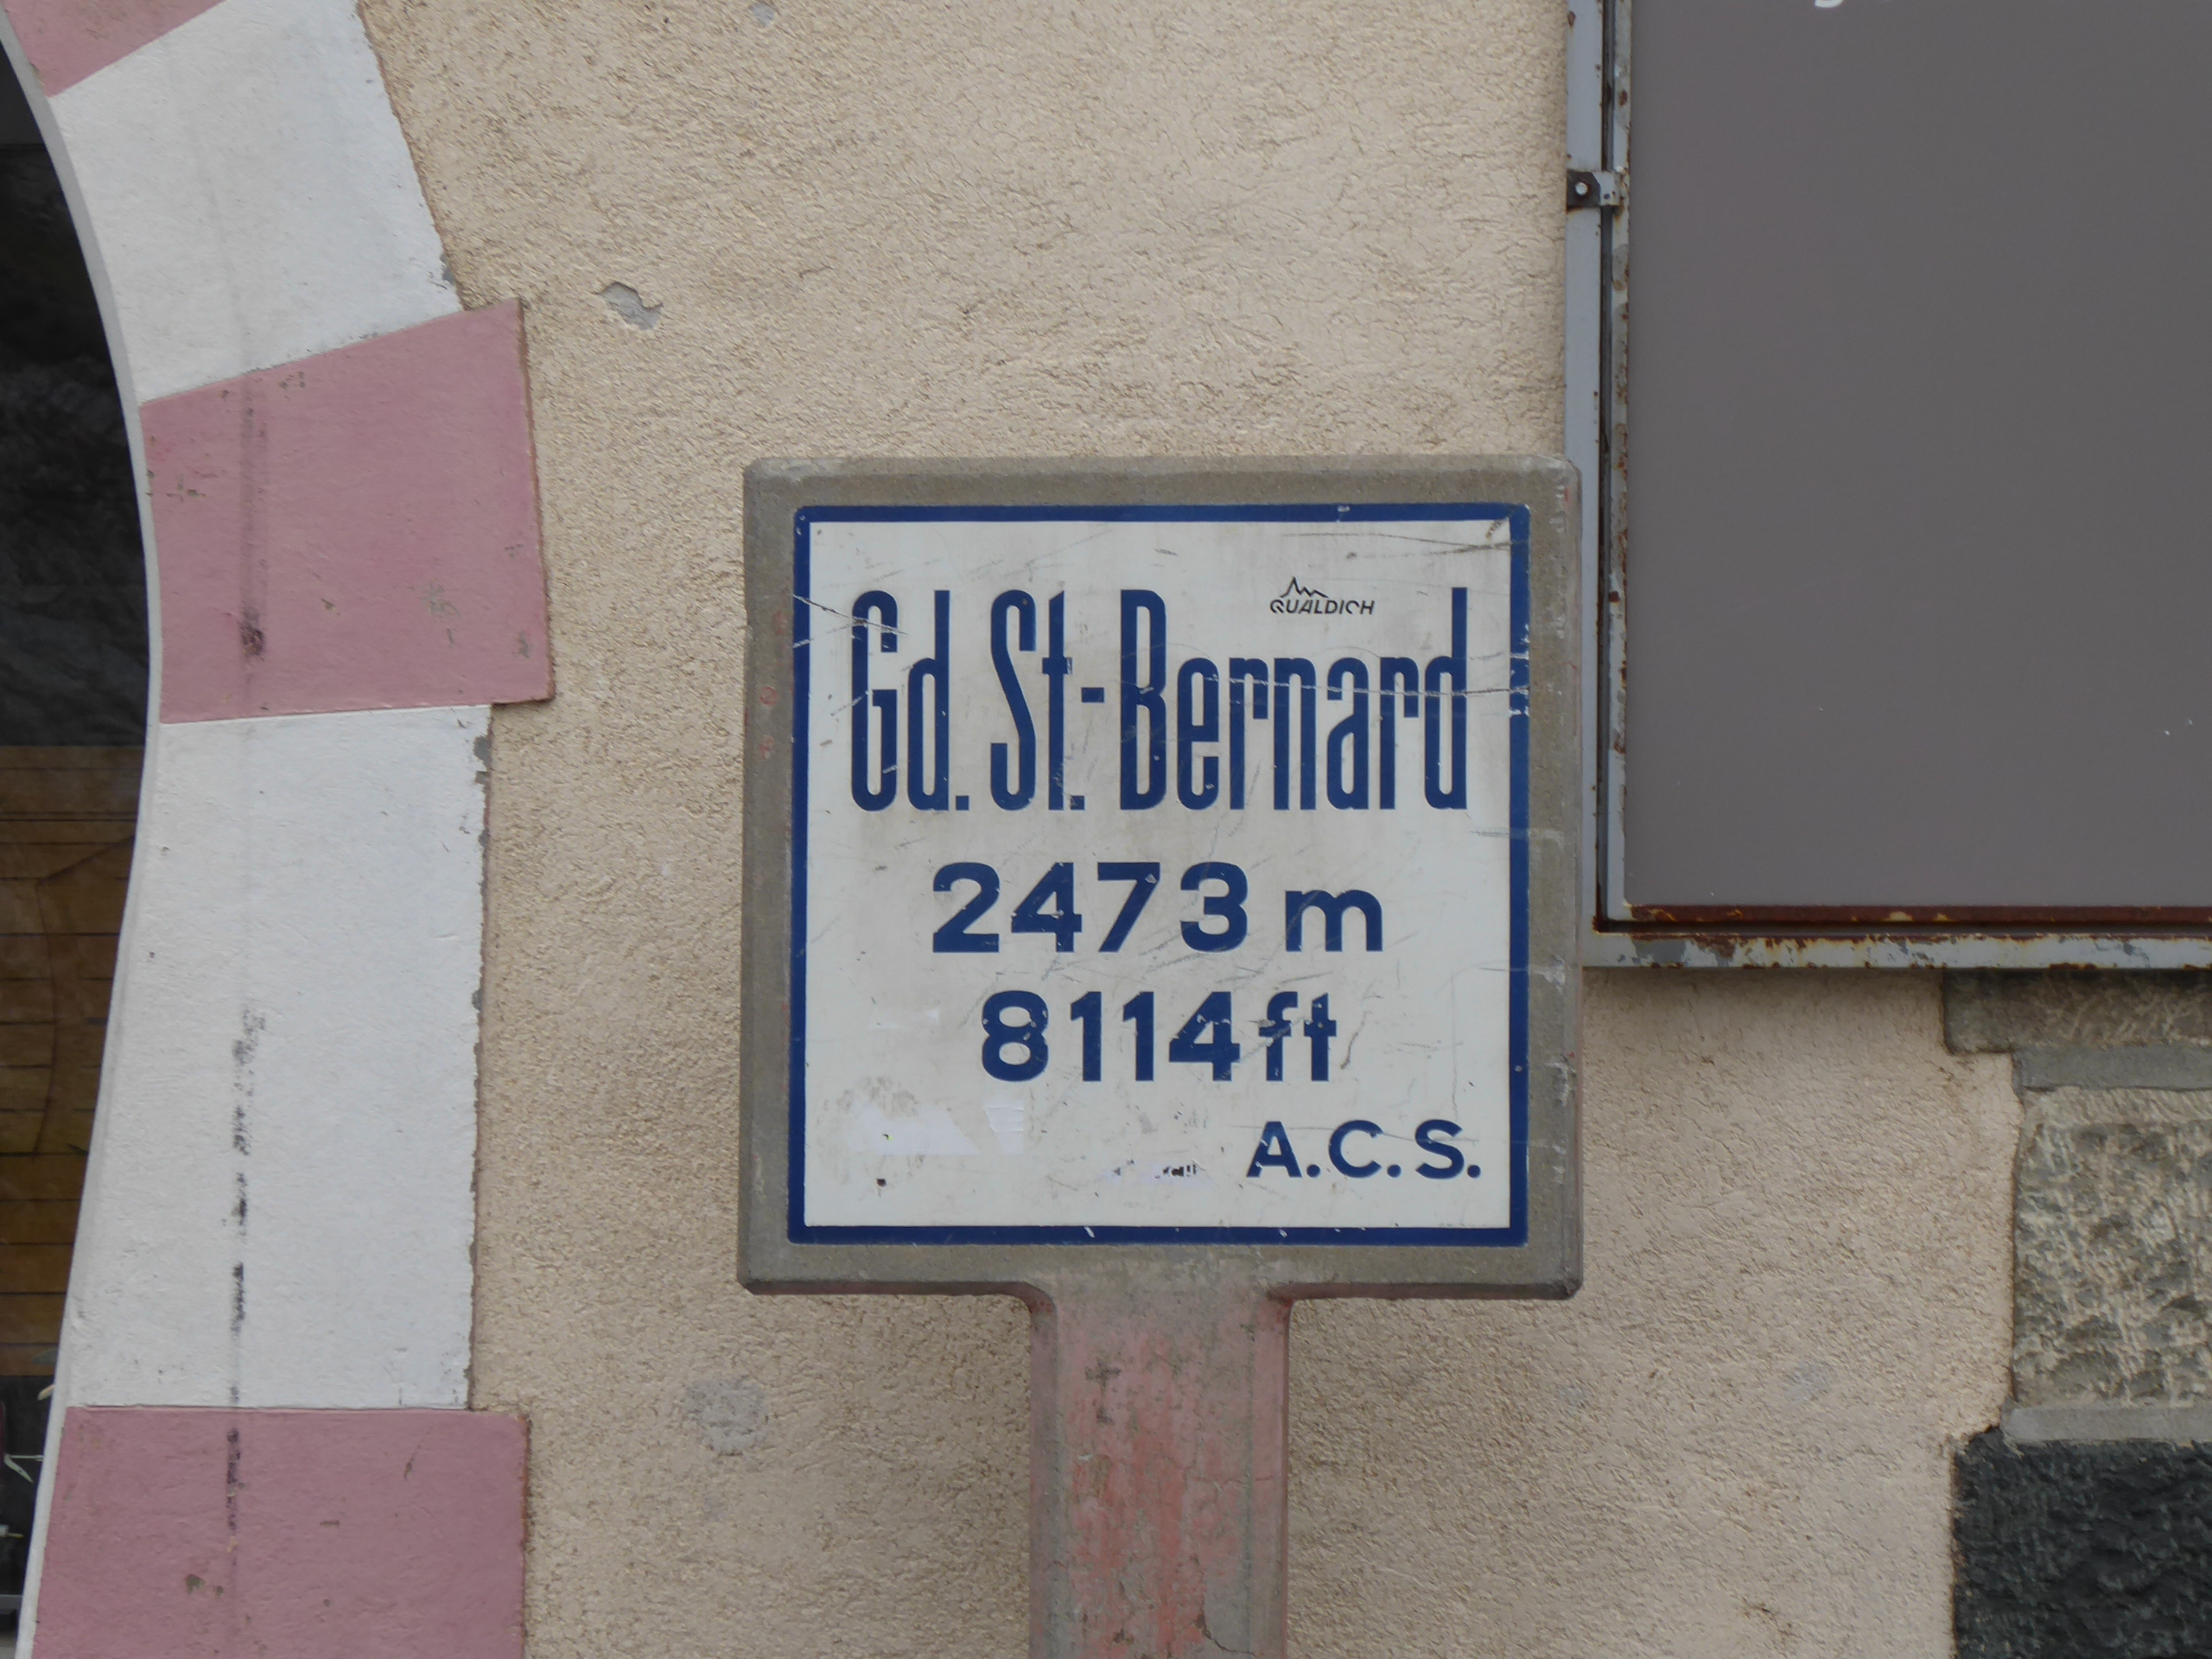 QUALDICH
Gd. St.-Bernard
2473 m
8114 ft
A.C.S.